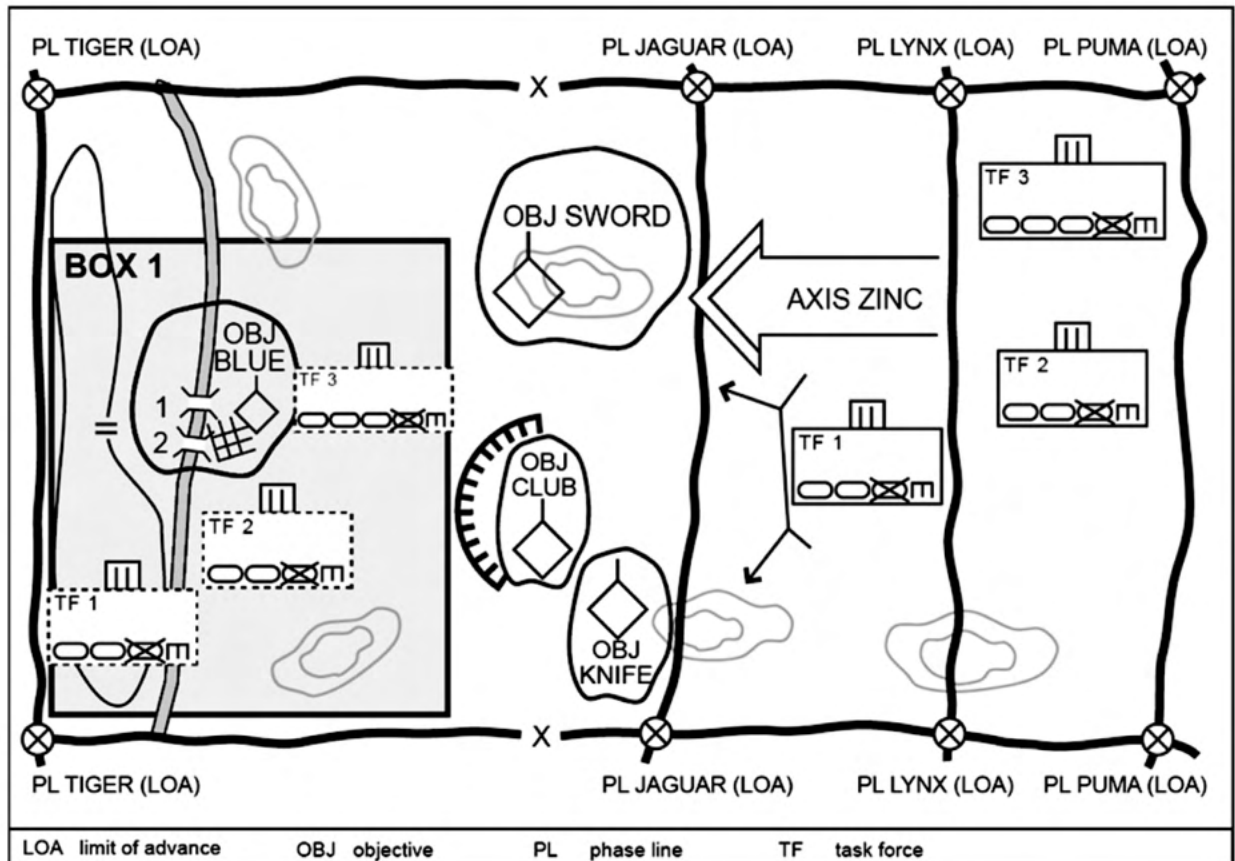 PL TIGER (LOA) PL JAGUAR (LOA) PL LYNX (LOA) PL PUMA (LOA)
X
TF 3
OBJ SWORD
BOX 1
AXIS ZINC
OBJ
BLUE
TF 3
TF 2
1
2
TF 1
OBJ
CLUB
TF 2
TF 1
OBJ
KNIFE
X
PL TIGER (LOA) PL JAGUAR (LOA) PL LYNX (LOA) PL PUMA (LOA)
LOA limit of advance OBJ objective PL phase line TF task force